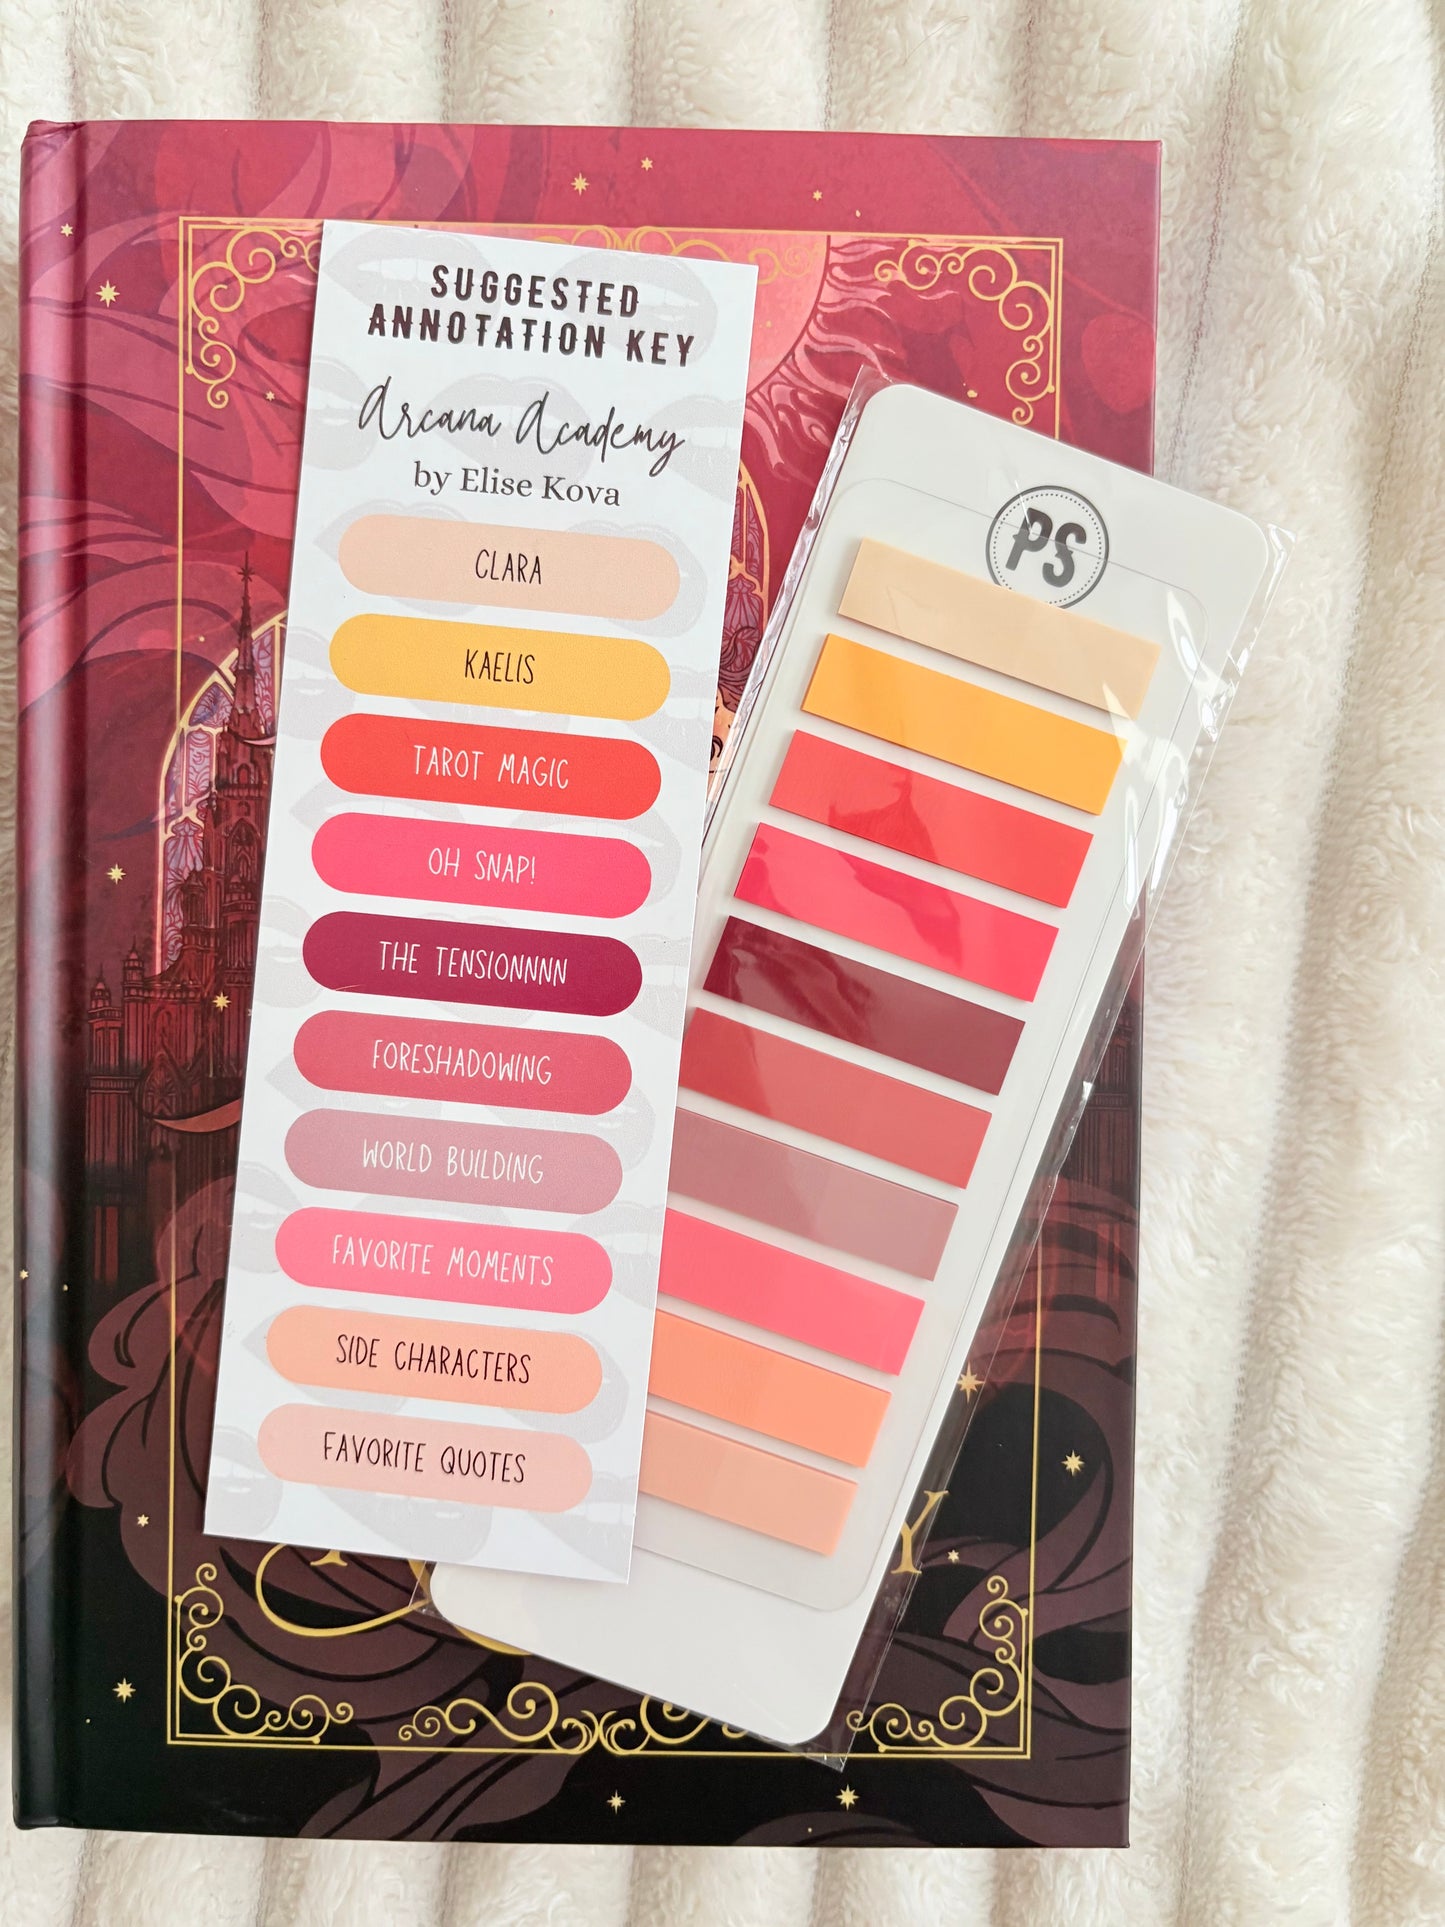 SUGGESTED
ANNOTATION KEY
Arcana Academy
by Elise Kova
CLARA
KAELIS
TAROT MAGIC
OH SNAP!
THE TENSIONNNN
FORESHADOWING
WORLD BUILDING
FAVORITE MOMENTS
SIDE CHARACTERS
FAVORITE QUOTES
PS
Y